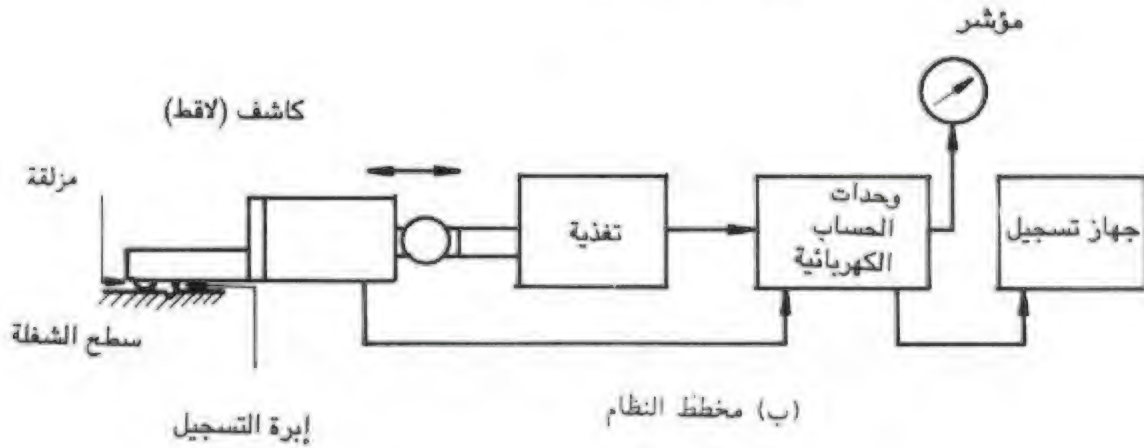 مؤشر
كاشف (لاقط)
مزلقة
تغذية
وحدات
الحساب
الكهربائية
جهاز تسجيل
سطح الشغلة
إبرة التسجيل
(ب) مخطط النظام